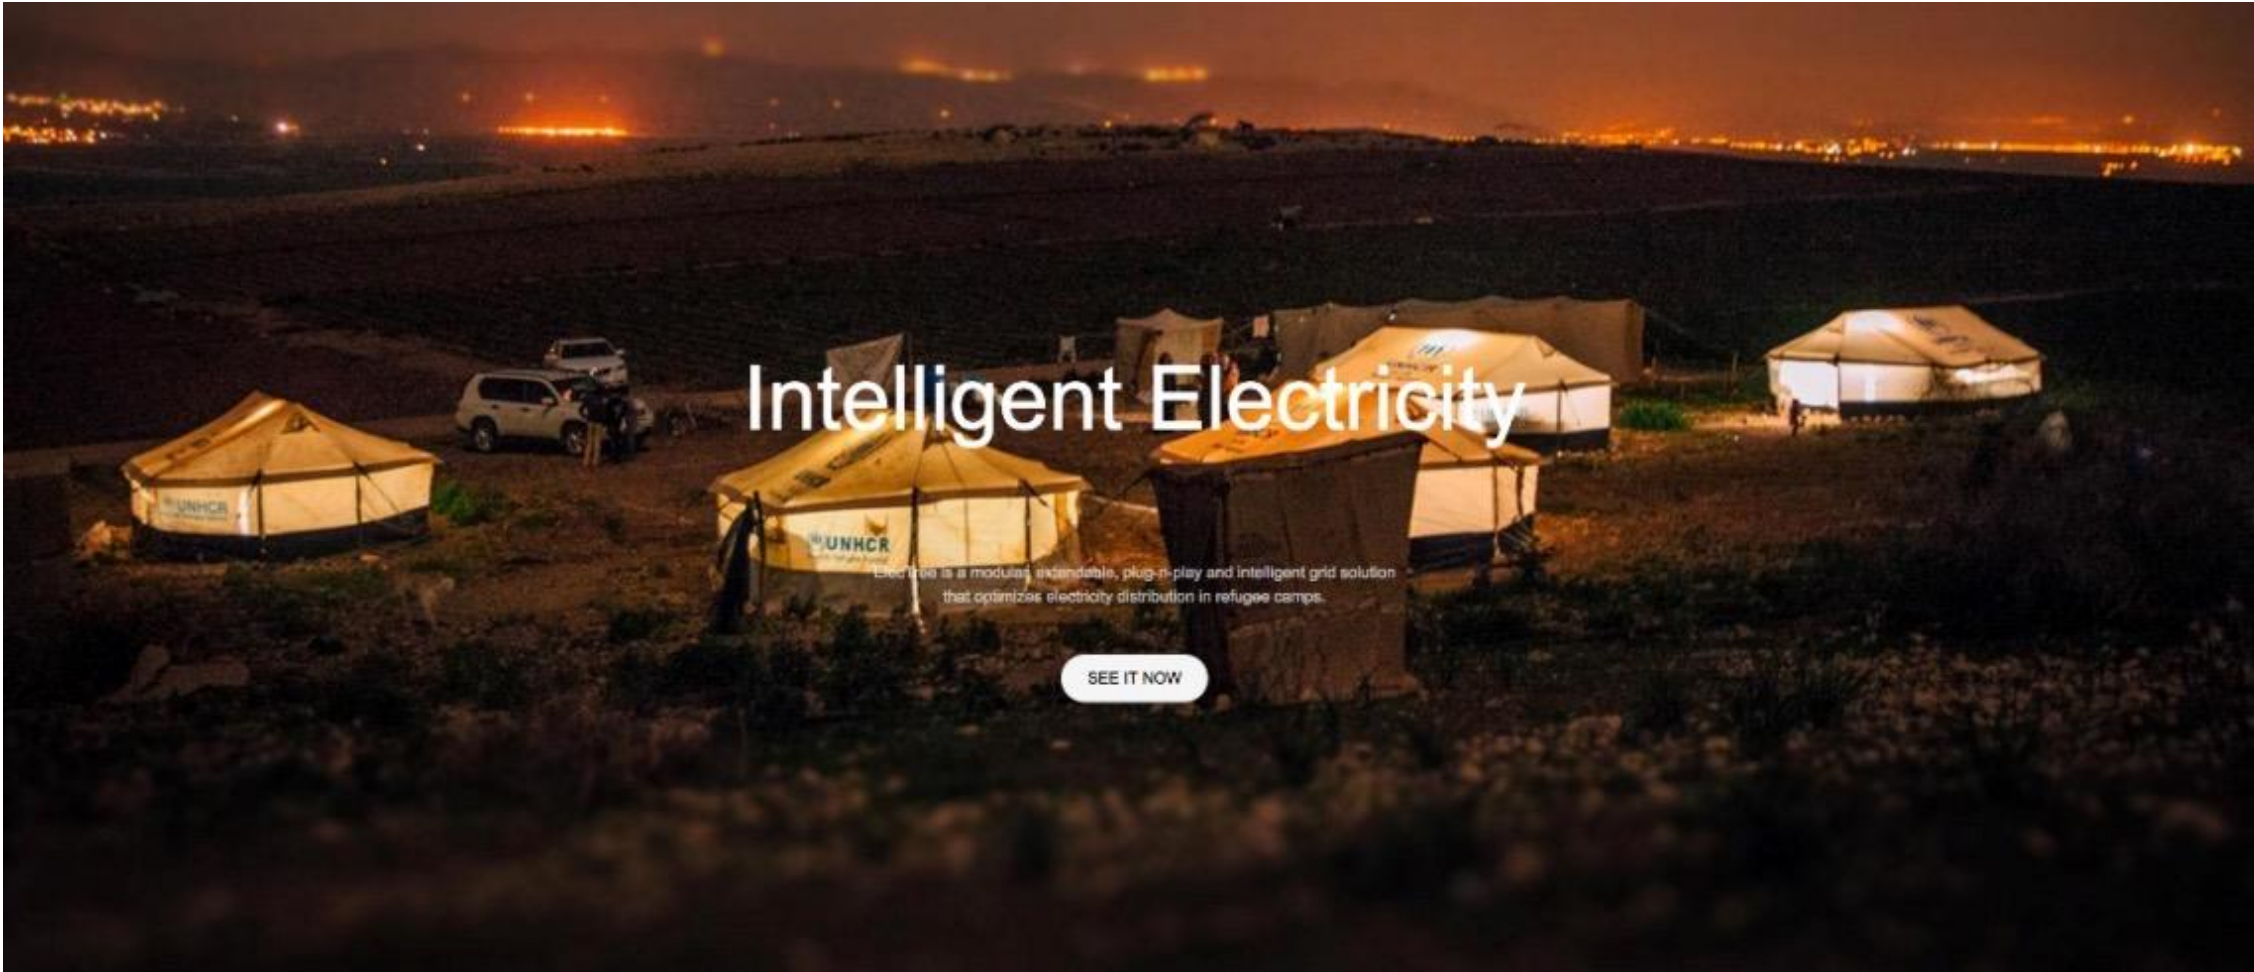 Intelligent Electricity
UNHCR
UNHCR
ElecTree is a modular, extendable, plug-n-play and intelligent grid solution
that optimizes electricity distribution in refugee camps.
SEE IT NOW